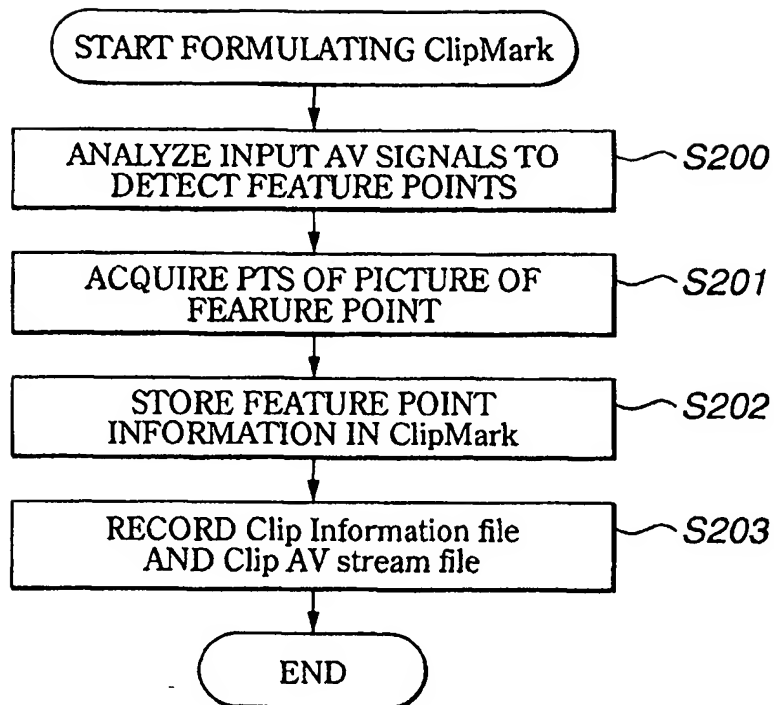 START FORMULATING ClipMark
ANALYZE INPUT AV SIGNALS TO
DETECT FEATURE POINTS
S200
ACQUIRE PTS OF PICTURE OF
FEARURE POINT
S201
STORE FEATURE POINT
INFORMATION IN ClipMark
S202
RECORD Clip Information file
AND Clip AV stream file
S203
END